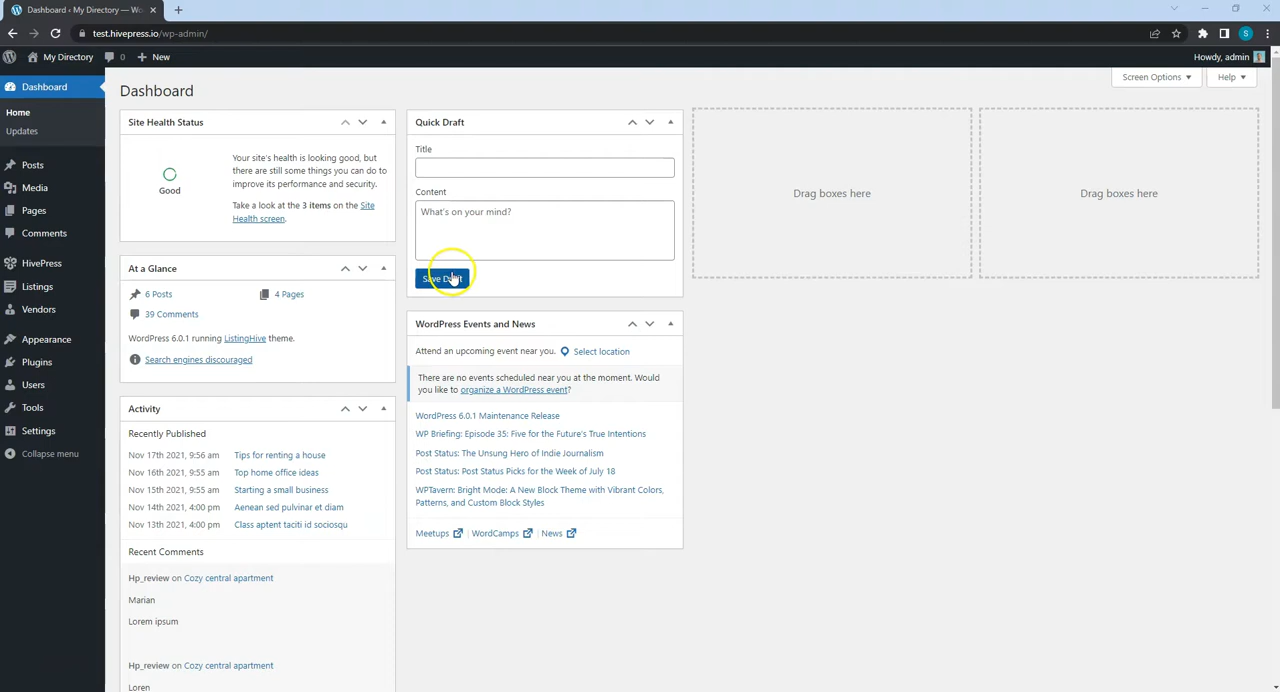 Dashboard ‹ My Directory — Wo
test.hivepress.io/wp-admin/
S
My Directory
0
New
Howdy, admin
Dashboard
Home
Updates
Posts
Media
Pages
Comments
HivePress
Listings
Vendors
Appearance
Plugins
Users
Tools
Settings
Collapse menu
Screen Options
Help
Dashboard
Site Health Status
Good
Your site's health is looking good, but
there are still some things you can do to
improve its performance and security.
Take a look at the 3 items on the Site
Health screen.
At a Glance
6 Posts
4 Pages
39 Comments
WordPress 6.0.1 running ListingHive theme.
Search engines discouraged
Activity
Recently Published
Nov 17th 2021, 9:56 am Tips for renting a house
Nov 16th 2021, 9:55 am Top home office ideas
Nov 15th 2021, 9:55 am Starting a small business
Nov 14th 2021, 4:00 pm Aenean sed pulvinar et diam
Nov 13th 2021, 4:00 pm Class aptent taciti id sociosqu
Recent Comments
Hp_review on Cozy central apartment
Marian
Lorem ipsum
Hp_review on Cozy central apartment
Loren
Quick Draft
Title
Content
What's on your mind?
Save Draft
WordPress Events and News
Attend an upcoming event near you. Select location
There are no events scheduled near you at the moment. Would
you like to organize a WordPress event?
WordPress 6.0.1 Maintenance Release
WP Briefing: Episode 35: Five for the Future's True Intentions
Post Status: The Unsung Hero of Indie Journalism
Post Status: Post Status Picks for the Week of July 18
WPTavern: Bright Mode: A New Block Theme with Vibrant Colors,
Patterns, and Custom Block Styles
Meetups | WordCamps | News
Drag boxes here
Drag boxes here